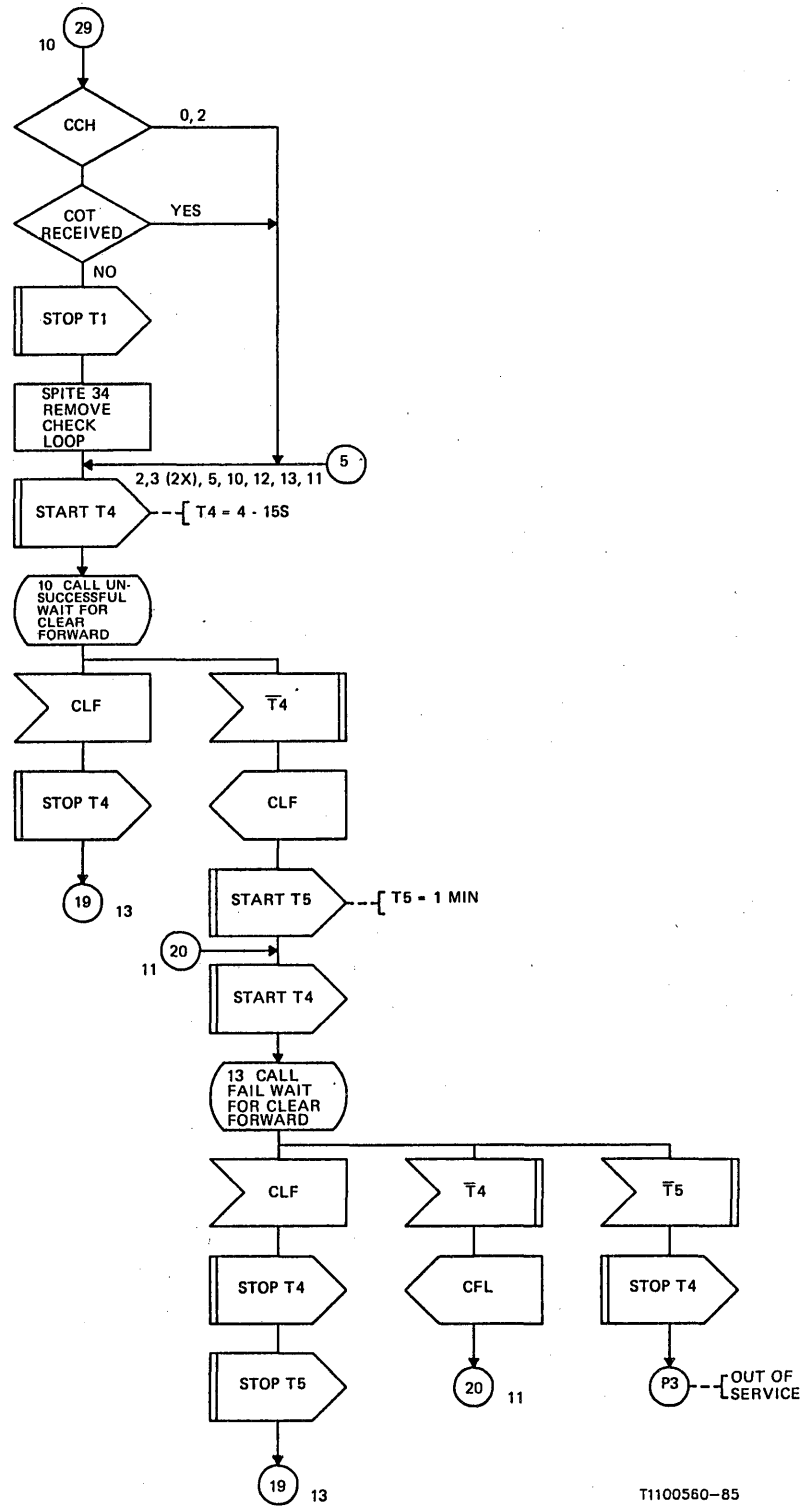 29
10
CCH
0, 2
COT
RECEIVED
YES
NO
STOP T1
SPITE 34
REMOVE
CHECK
LOOP
5
2,3 (2X), 5, 10, 12, 13, 11
START T4
T4 = 4 - 15S
10 CALL UN-
SUCCESSFUL
WAIT FOR
CLEAR
FORWARD
CLF
T̅4
STOP T4
CLF
19
13
START T5
T5 = 1 MIN
20
11
START T4
13 CALL
FAIL WAIT
FOR CLEAR
FORWARD
CLF
T̅4
T̅5
STOP T4
CFL
STOP T4
STOP T5
20
11
P3
OUT OF
SERVICE
19
13
T1100560-85